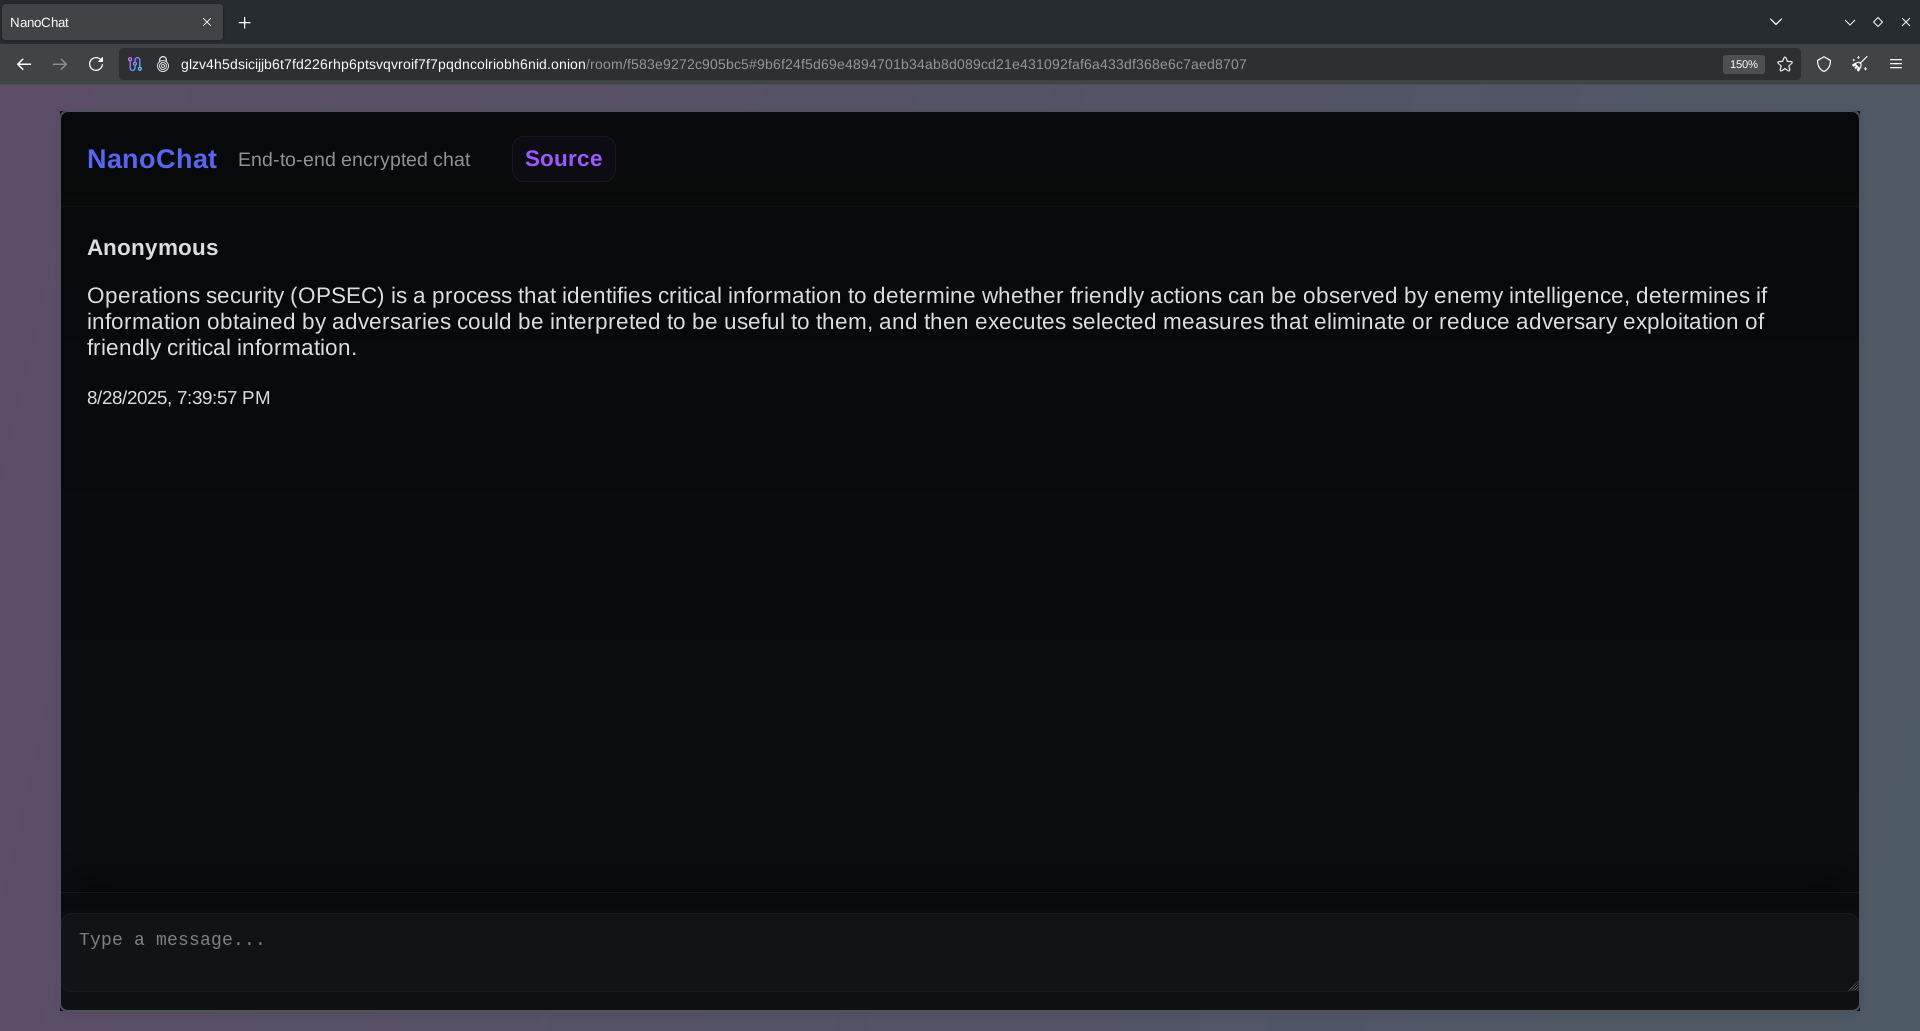 NanoChat
glzv4h5dsicijjb6t7fd226rhp6ptsvqvroif7f7pqdncolriobh6nid.onion/room/f583e9272c905bc5#9b6f24f5d69e4894701b34ab8d089cd21e431092faf6a433df368e6c7aed8707 150%
NanoChat End-to-end encrypted chat Source
Anonymous
Operations security (OPSEC) is a process that identifies critical information to determine whether friendly actions can be observed by enemy intelligence, determines if
information obtained by adversaries could be interpreted to be useful to them, and then executes selected measures that eliminate or reduce adversary exploitation of
friendly critical information.
8/28/2025, 7:39:57 PM
Type a message...